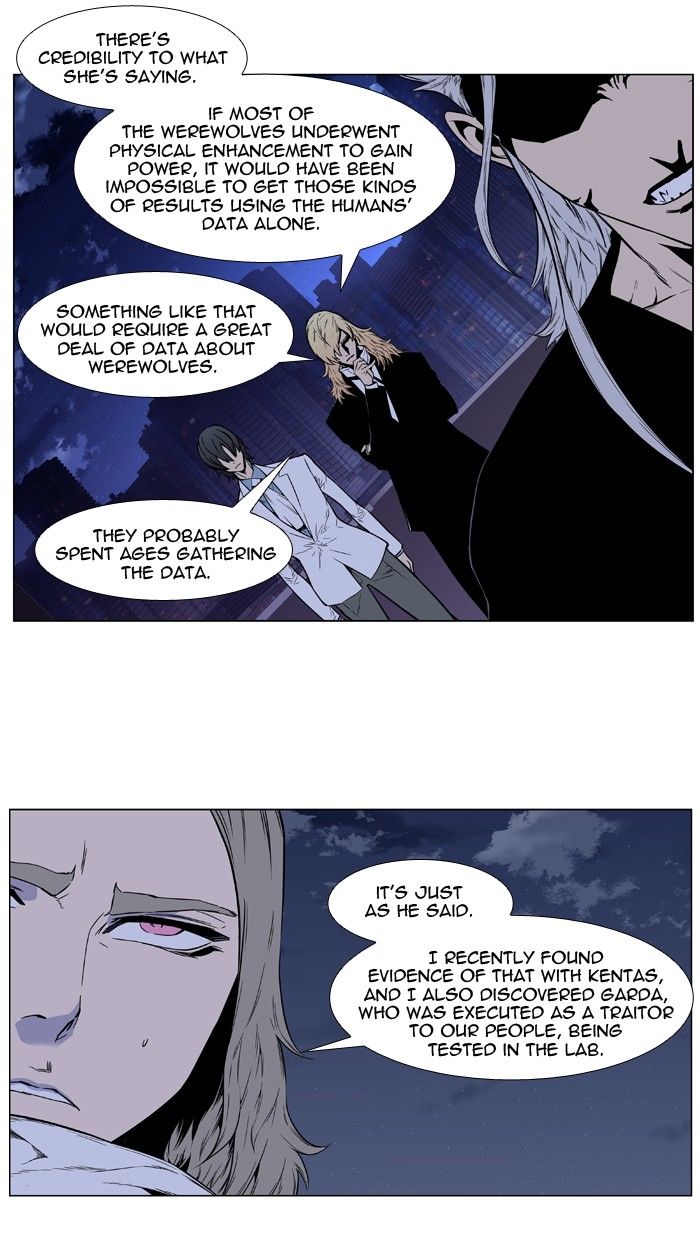 THERE'S
CREDIBILITY TO WHAT
SHE'S SAYING.
IF MOST OF
THE WEREWOLVES UNDERWENT
PHYSICAL ENHANCEMENT TO GAIN
POWER, IT WOULD HAVE BEEN
IMPOSSIBLE TO GET THOSE KINDS
OF RESULTS USING THE HUMANS'
DATA ALONE.
SOMETHING LIKE THAT
WOULD REQUIRE A GREAT
DEAL OF DATA ABOUT
WEREWOLVES.
THEY PROBABLY
SPENT AGES GATHERING
THE DATA.
IT'S JUST
AS HE SAID.
I RECENTLY FOUND
EVIDENCE OF THAT WITH KENTAS,
AND I ALSO DISCOVERED GARDA,
WHO WAS EXECUTED AS A TRAITOR
TO OUR PEOPLE, BEING
TESTED IN THE LAB.